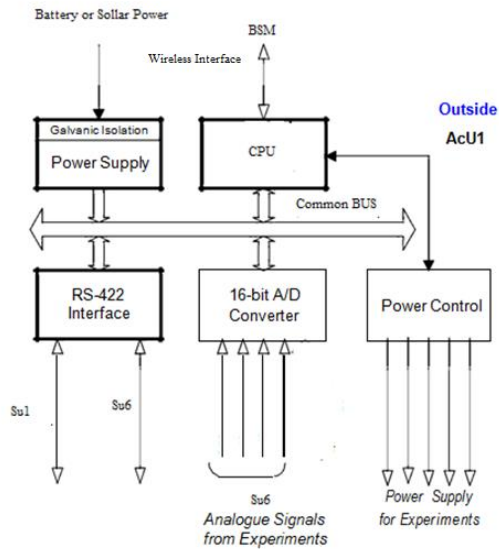 Battery or Sollar Power
BSM
Wireless Interface
Outside
AcU1
Galvanic Isolation
Power Supply
CPU
Common BUS
RS-422
Interface
16-bit A/D
Converter
Power Control
Su1
Su6
Su6
Analogue Signals
from Experiments
Power Supply
for Experiments